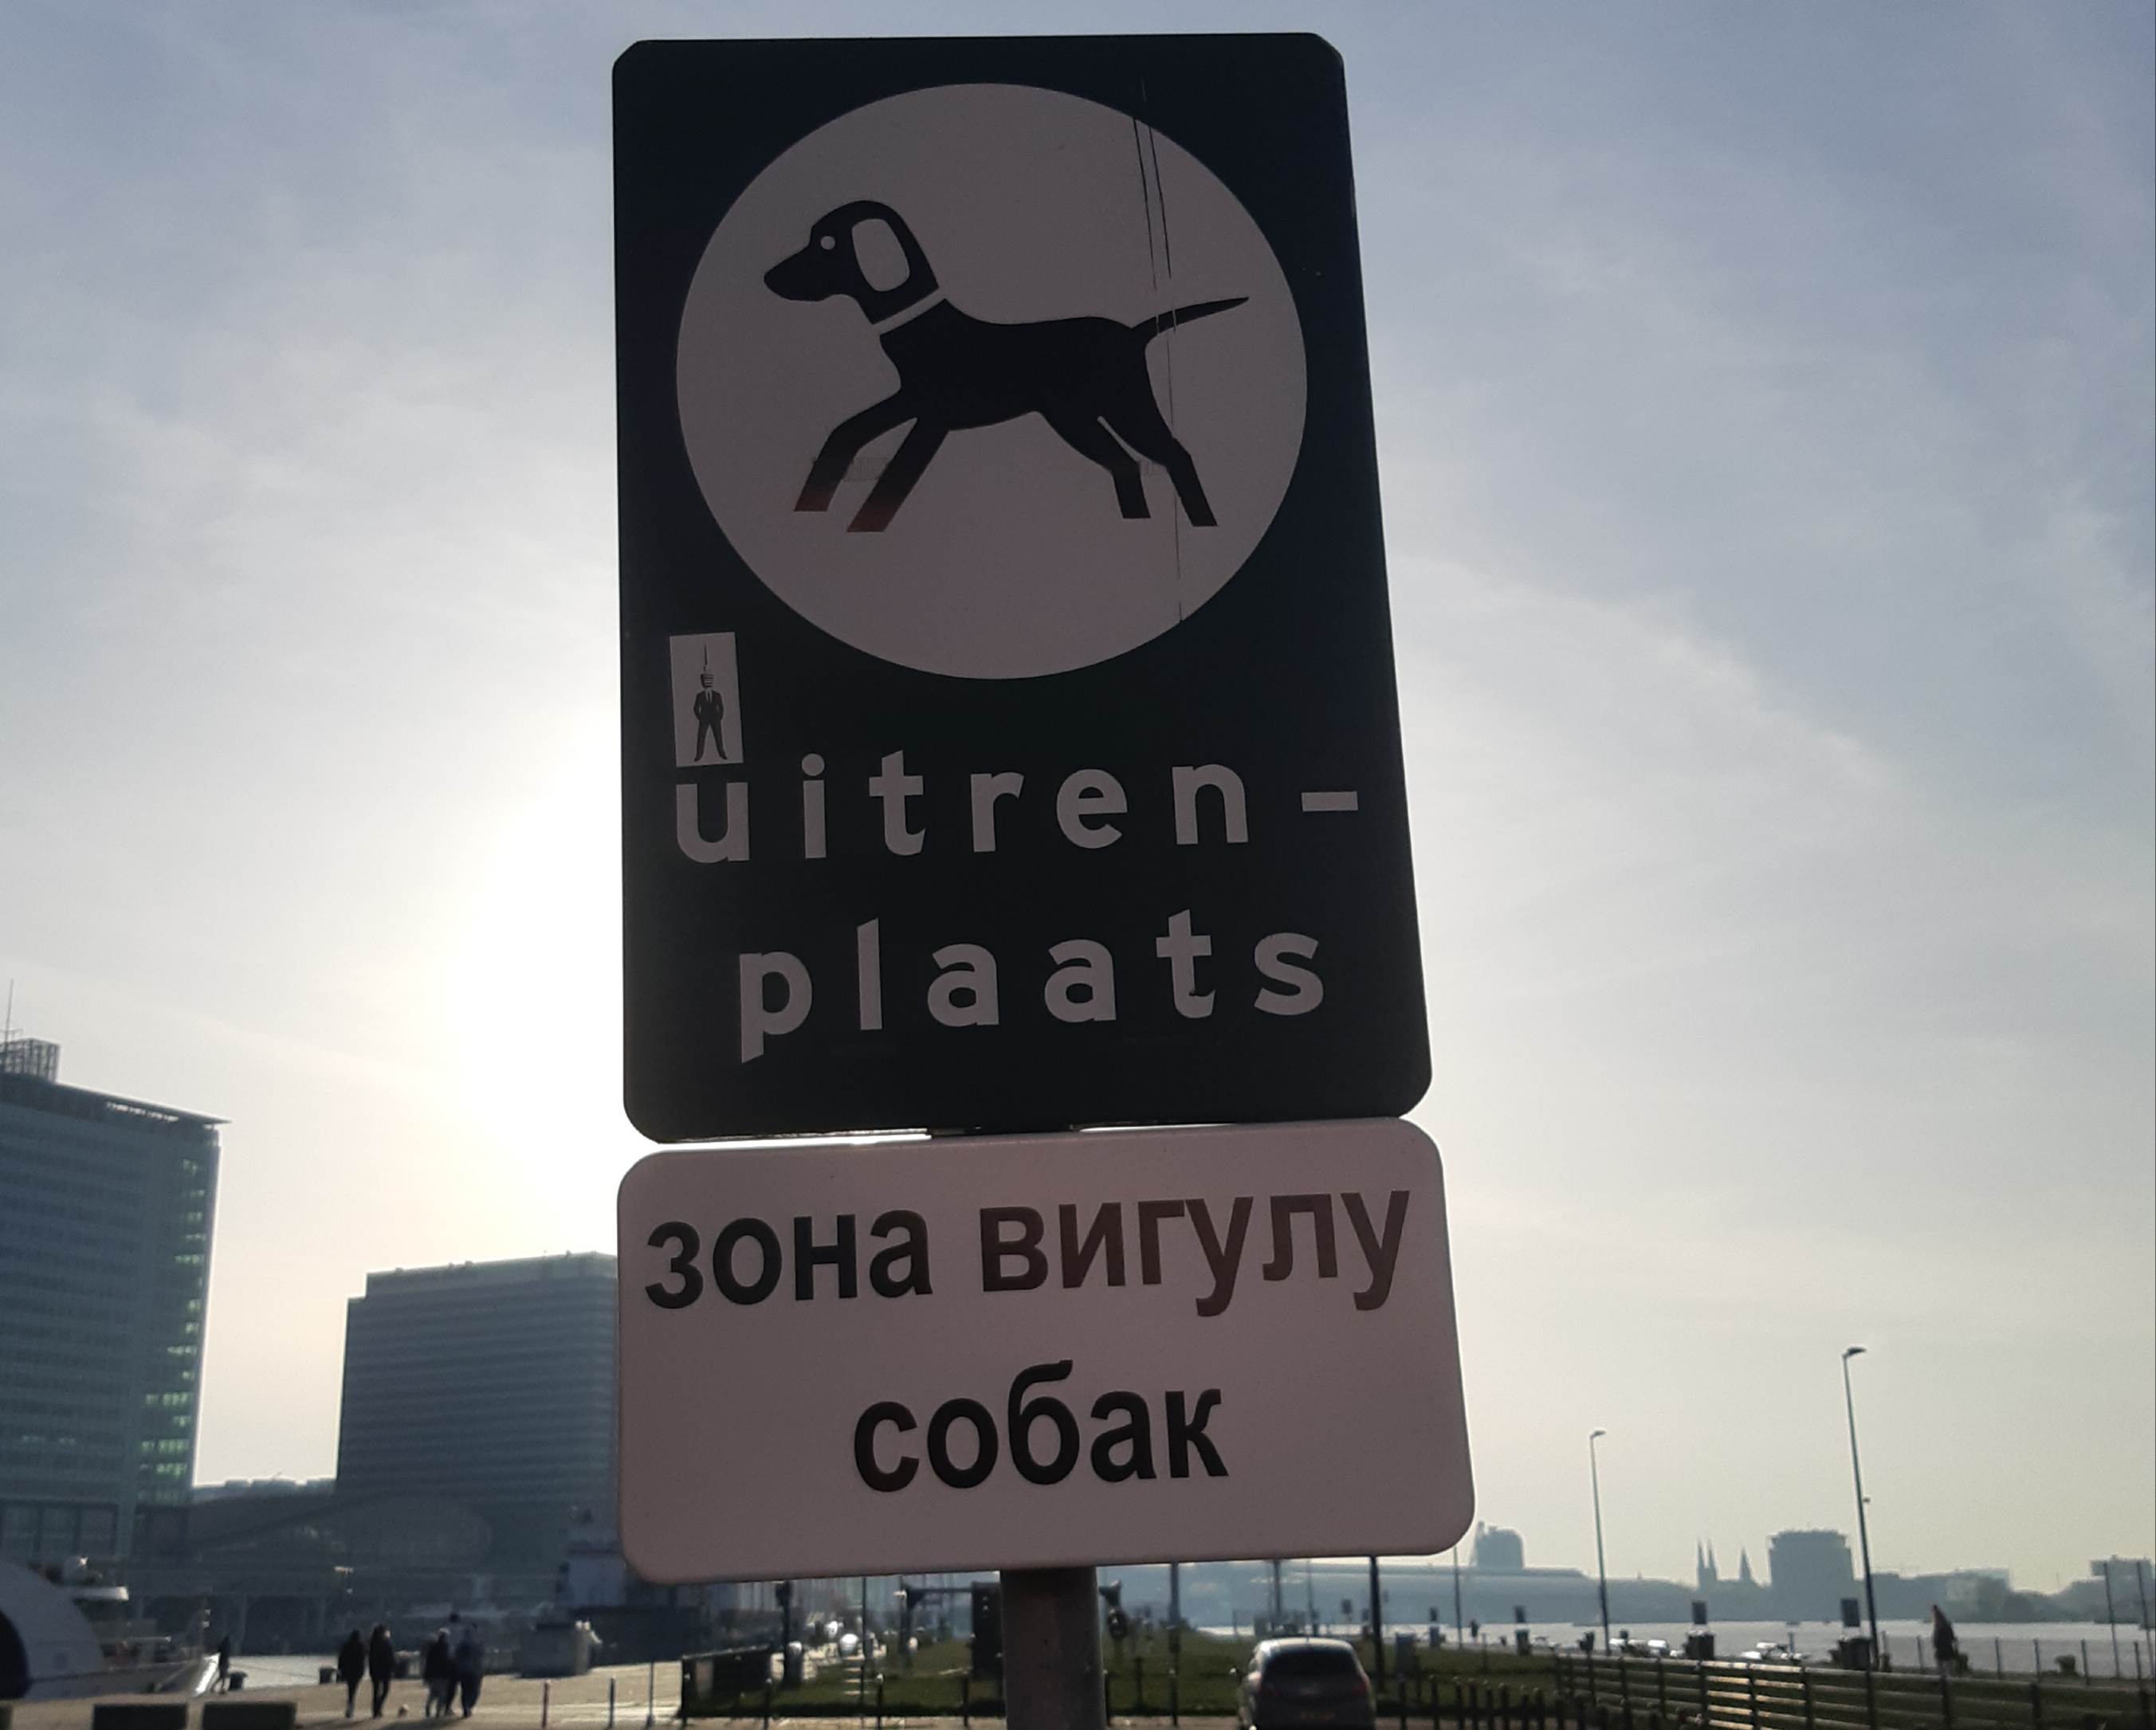 uitren-
plaats
зона вигулу
собак